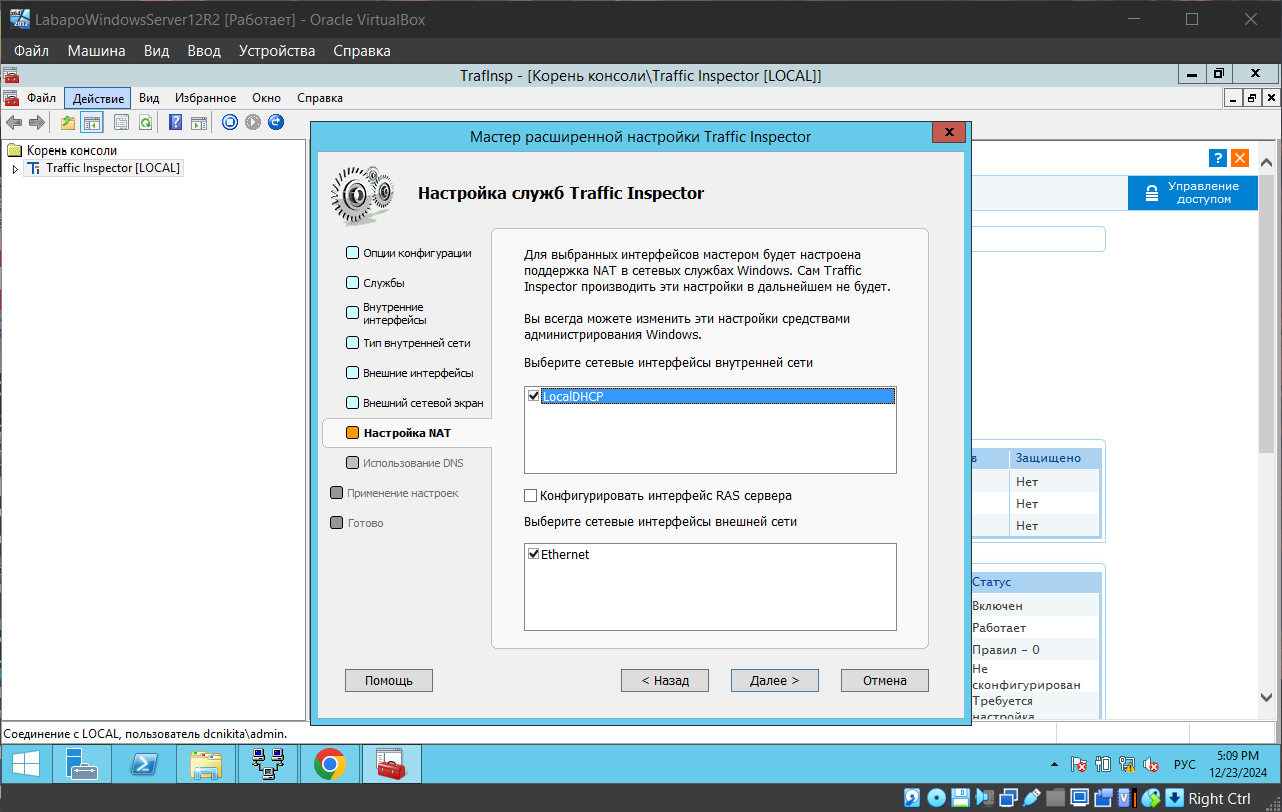 LabapoWindowsServer12R2 [Работает] - Oracle VirtualBox
Файл Машина Вид Ввод Устройства Справка
TrafInsp - [Корень консоли\Traffic Inspector [LOCAL]]
Файл Действие Вид Избранное Окно Справка
Корень консоли
Traffic Inspector [LOCAL]
Мастер расширенной настройки Traffic Inspector
Настройка служб Traffic Inspector
Опции конфигурации
Службы
Внутренние
интерфейсы
Тип внутренней сети
Внешние интерфейсы
Внешний сетевой экран
Настройка NAT
Использование DNS
Применение настроек
Готово
Для выбранных интерфейсов мастером будет настроена
поддержка NAT в сетевых службах Windows. Сам Traffic
Inspector производить эти настройки в дальнейшем не будет.
Вы всегда можете изменить эти настройки средствами
администрирования Windows.
Выберите сетевые интерфейсы внутренней сети
LocalDHCP
Конфигурировать интерфейс RAS сервера
Выберите сетевые интерфейсы внешней сети
Ethernet
Помощь
< Назад
Далее >
Отмена
Управление
доступом
Защищено
Нет
Нет
Нет
Статус
Включен
Работает
Правил - 0
Не
сконфигурирован
Требуется
настройка
Соединение с LOCAL, пользователь dcnikita\admin.
РУС
5:09 PM
12/23/2024
Right Ctrl